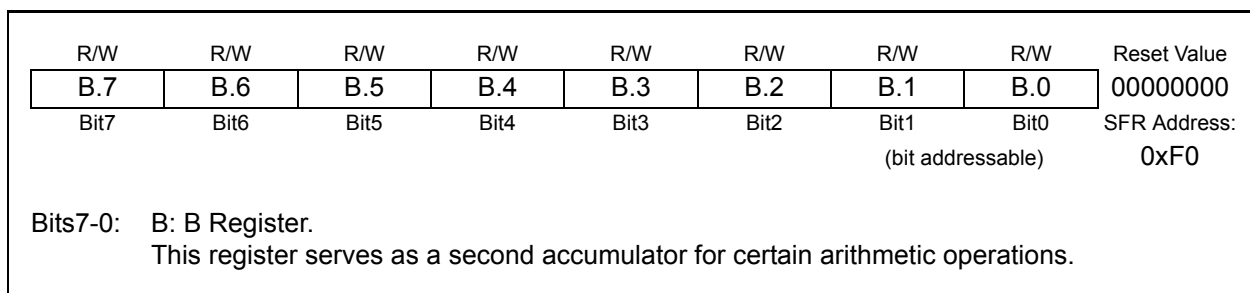 R/W R/W R/W R/W R/W R/W R/W R/W Reset Value
B.7 B.6 B.5 B.4 B.3 B.2 B.1 B.0 00000000
Bit7 Bit6 Bit5 Bit4 Bit3 Bit2 Bit1 Bit0 SFR Address:
(bit addressable) 0xF0
Bits7-0: B: B Register.
This register serves as a second accumulator for certain arithmetic operations.